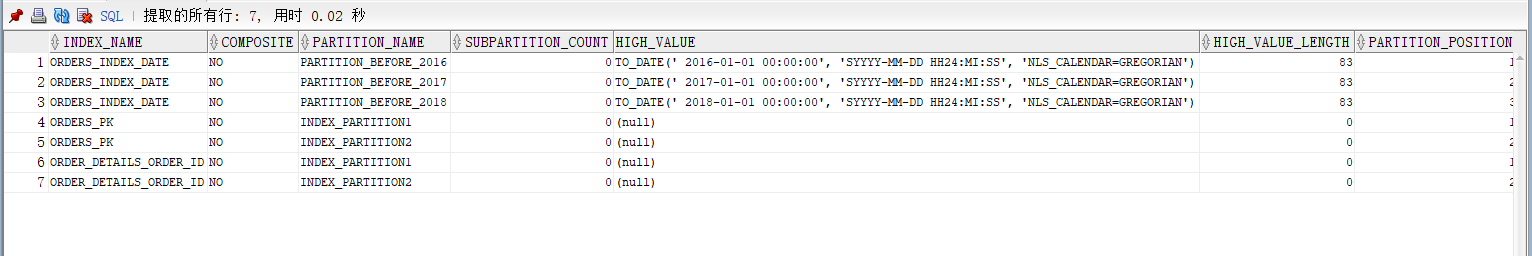 SQL | 提取的所有行: 7, 用时 0.02 秒
INDEX_NAME COMPOSITE PARTITION_NAME SUBPARTITION_COUNT HIGH_VALUE HIGH_VALUE_LENGTH PARTITION_POSITION
1 ORDERS_INDEX_DATE NO PARTITION_BEFORE_2016 0 TO_DATE(' 2016-01-01 00:00:00', 'SYYYY-MM-DD HH24:MI:SS', 'NLS_CALENDAR=GREGORIAN') 83 1
2 ORDERS_INDEX_DATE NO PARTITION_BEFORE_2017 0 TO_DATE(' 2017-01-01 00:00:00', 'SYYYY-MM-DD HH24:MI:SS', 'NLS_CALENDAR=GREGORIAN') 83 2
3 ORDERS_INDEX_DATE NO PARTITION_BEFORE_2018 0 TO_DATE(' 2018-01-01 00:00:00', 'SYYYY-MM-DD HH24:MI:SS', 'NLS_CALENDAR=GREGORIAN') 83 3
4 ORDERS_PK NO INDEX_PARTITION1 0 (null) 0 1
5 ORDERS_PK NO INDEX_PARTITION2 0 (null) 0 2
6 ORDER_DETAILS_ORDER_ID NO INDEX_PARTITION1 0 (null) 0 1
7 ORDER_DETAILS_ORDER_ID NO INDEX_PARTITION2 0 (null) 0 2